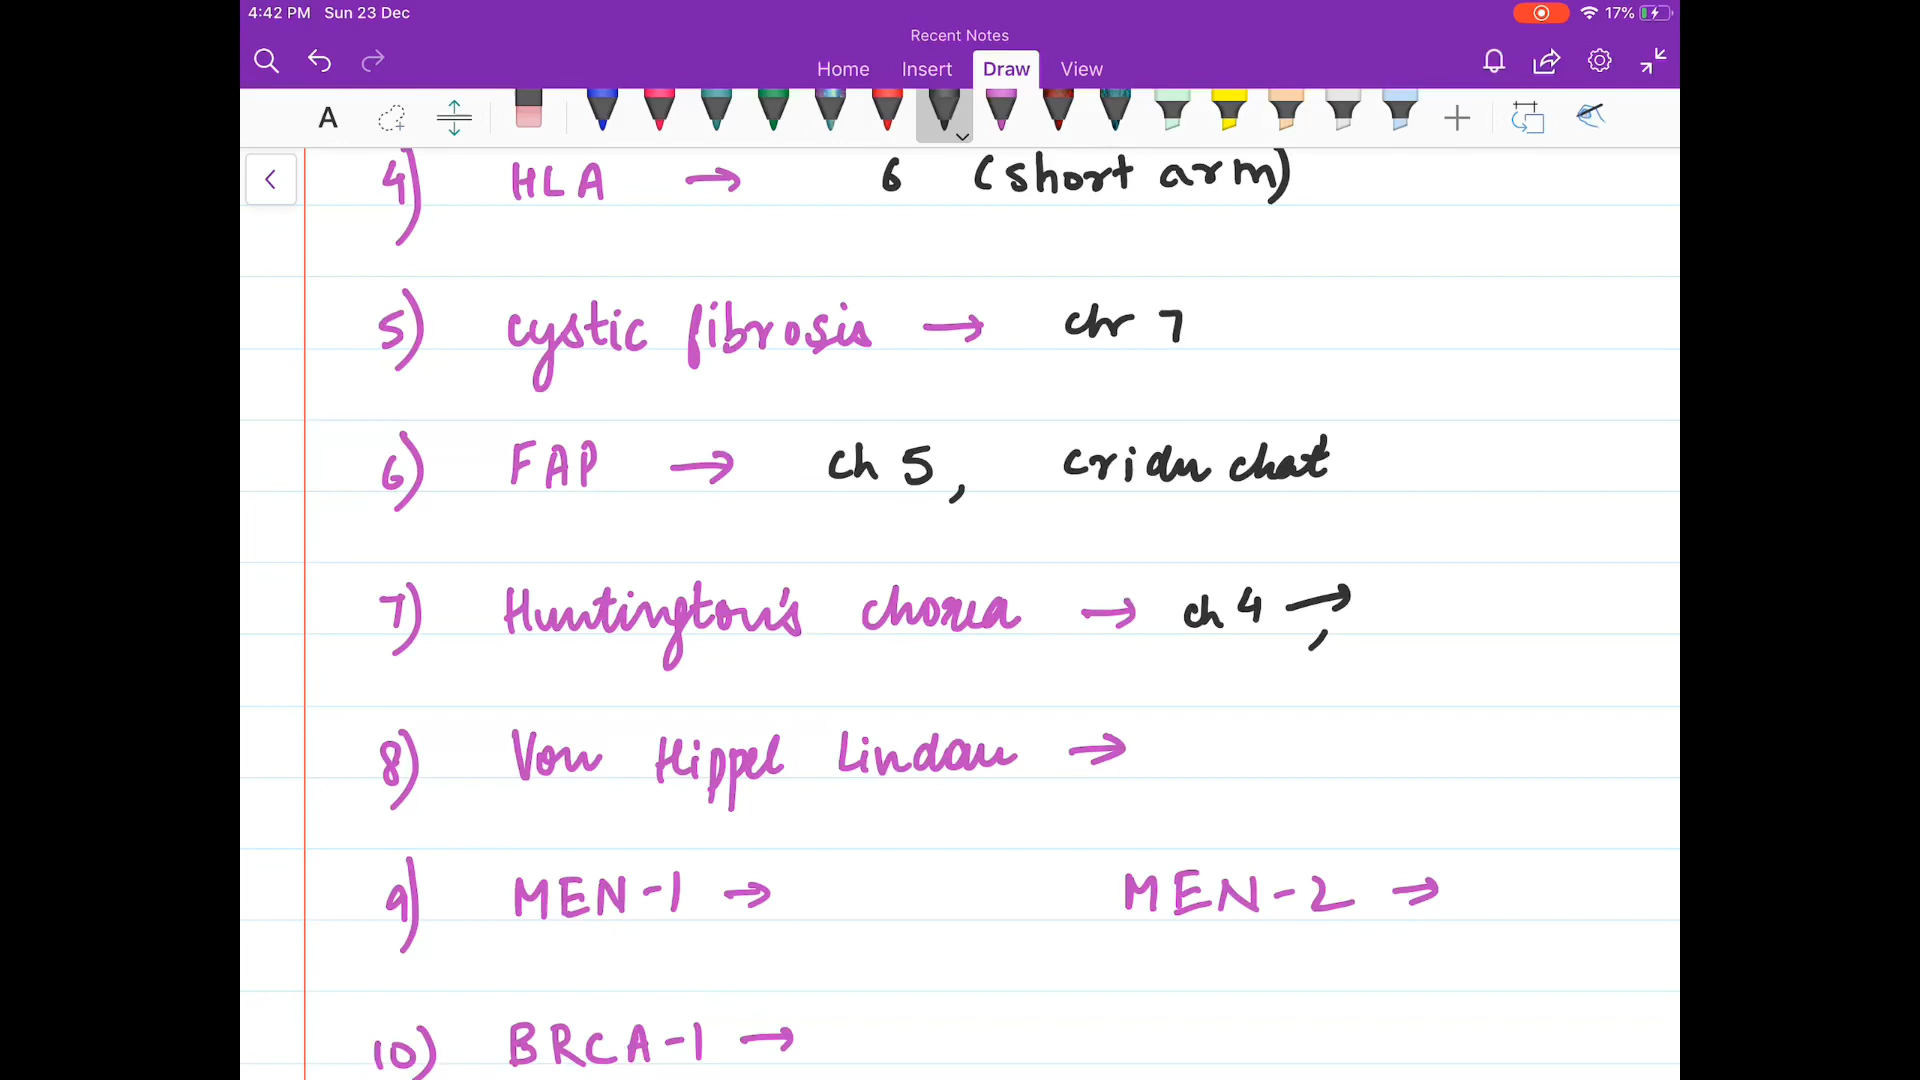 4:42 PM Sun 23 Dec 17%
Recent Notes
Home Insert Draw View
A
4) HLA → 6 (short arm)
5) cystic fibrosis → chr 7
6) FAP → ch 5, cri du chat
7) Huntington's chorea → ch 4 → ,
8) Von Hippel Lindau →
9) MEN-1 → MEN-2 →
10) BRCA-1 →